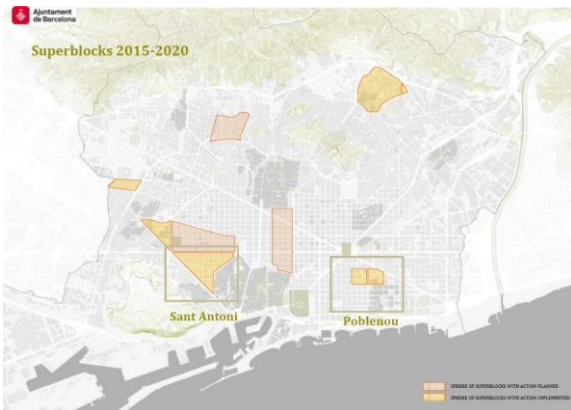 Ajuntament
de Barcelona
Superblocks 2015-2020
Sant Antoni
Poblenou
SPHERE OF SUPERBLOCKS WITH ACTION PLANNED
SPHERE OF SUPERBLOCKS WITH ACTION IMPLEMENTED